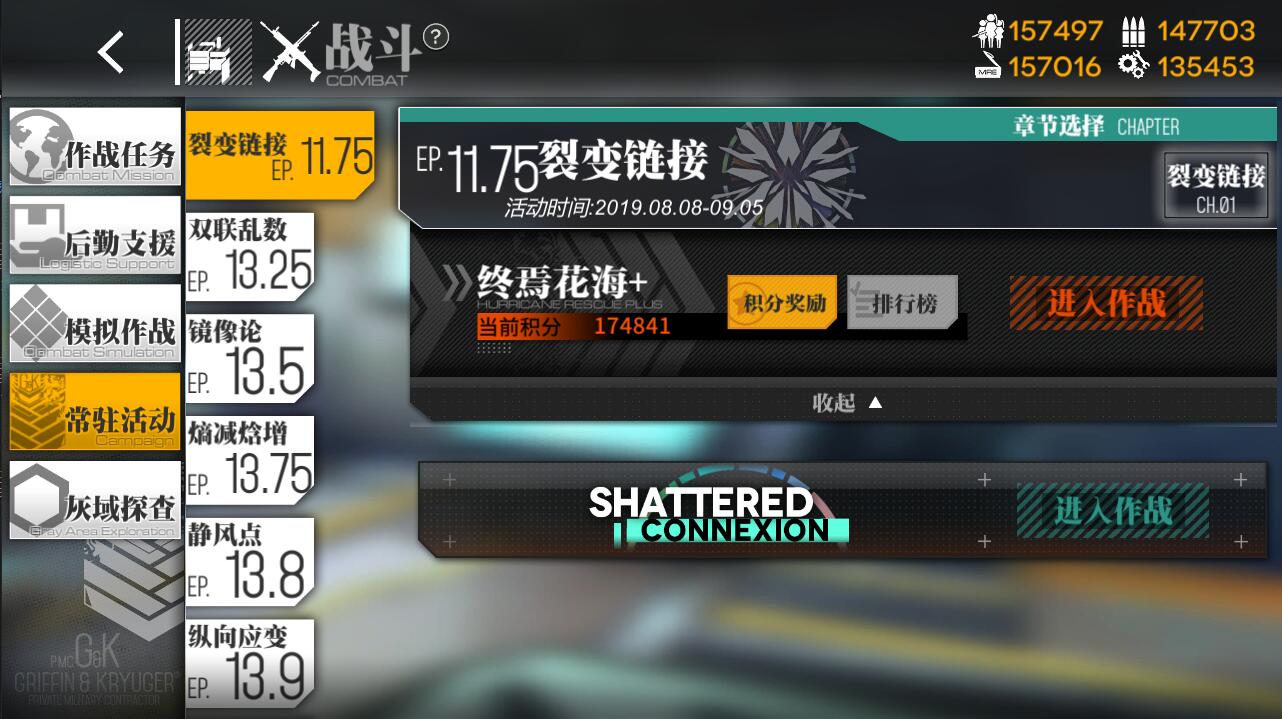 战斗
COMBAT
?
157497
147703
157016
135453
MRE
作战任务
Combat Mission
后勤支援
Logistic Support
模拟作战
Combat Simulation
常驻活动
Campaign
灰域探查
Gray Area Exploration
PMC. G&K
GRIFFIN & KRYUGER
PRIVATE MILITARY CONTRACTOR
裂变链接
EP. 11.75
双联乱数
EP. 13.25
镜像论
EP. 13.5
熵减焓增
EP. 13.75
静风点
EP. 13.8
纵向应变
EP. 13.9
章节选择 CHAPTER
EP. 11.75裂变链接
活动时间:2019.08.08-09.05
裂变链接
CH.01
终焉花海+
HURRICANE RESCUE PLUS
当前积分 174841
积分奖励
排行榜
进入作战
收起 ▲
SHATTERED
CONNEXION
进入作战